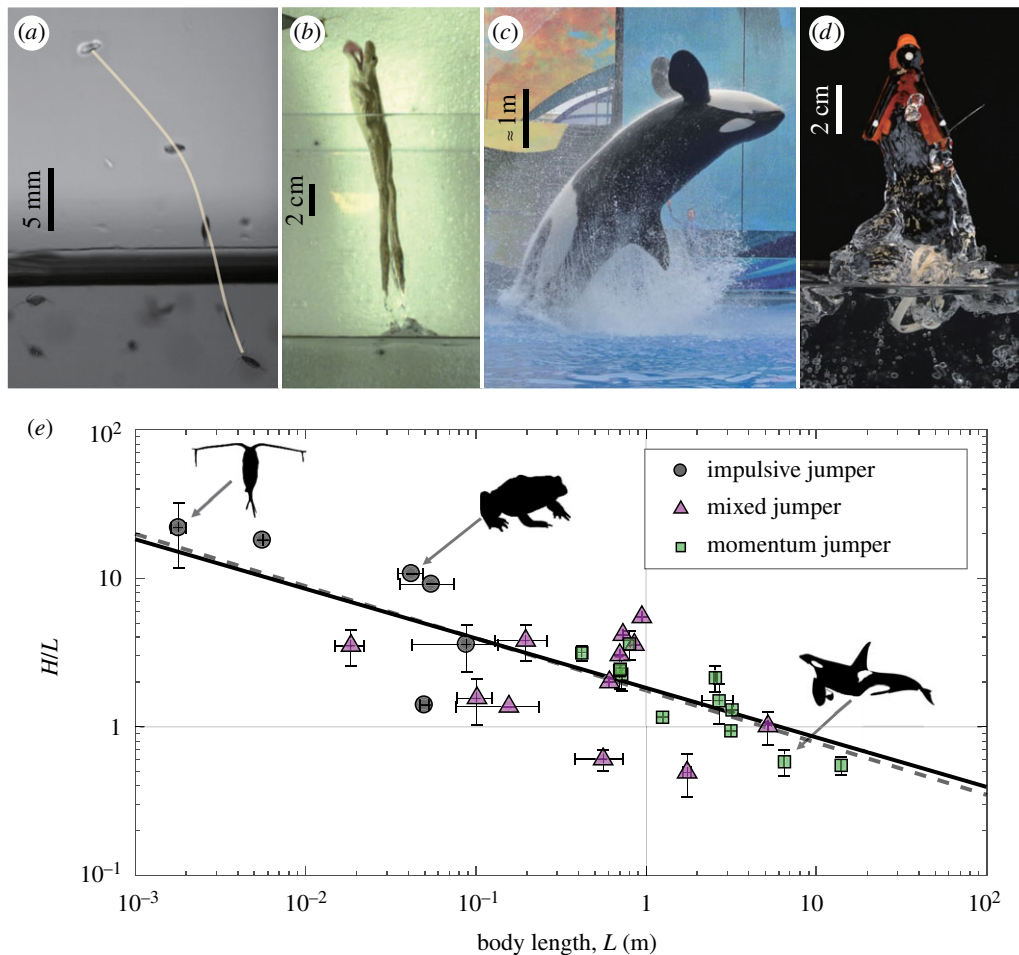 (a)
5 mm
(b)
2 cm
(c)
≈ 1m
(d)
2 cm
(e)
10²
10
1
10⁻¹
H/L
impulsive jumper
mixed jumper
momentum jumper
10⁻³
10⁻²
10⁻¹
1
10
10²
body length, L (m)